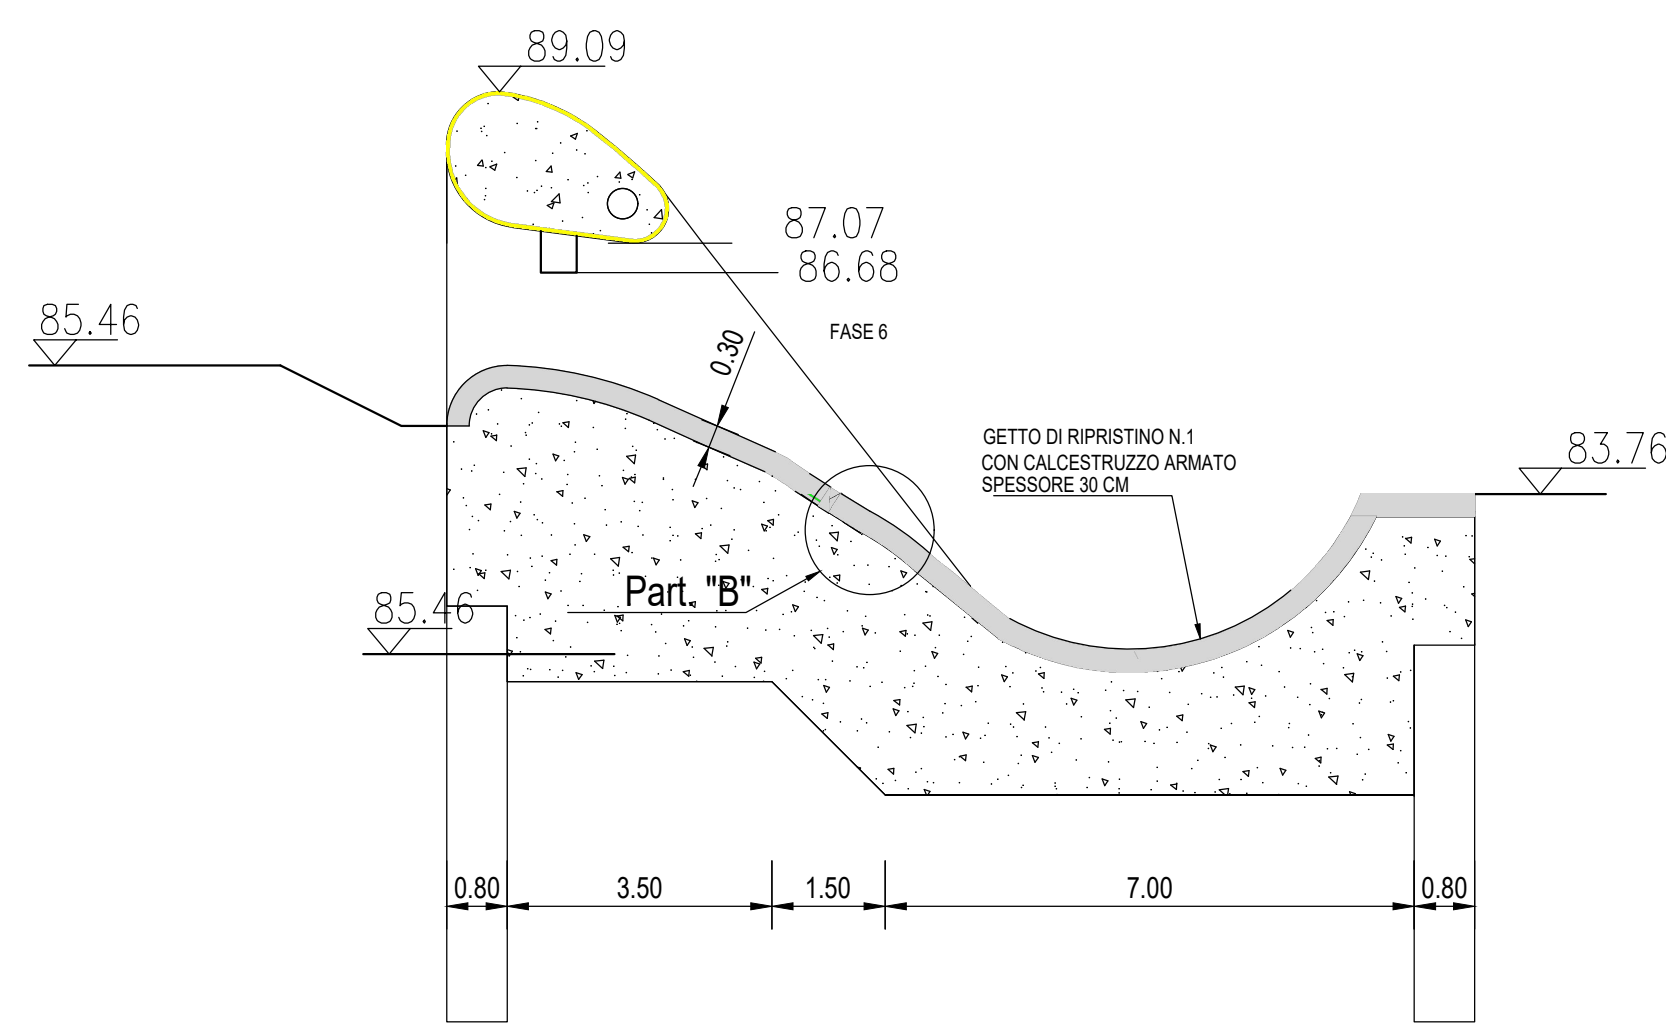 89.09
87.07
86.68
85.46
FASE 6
0.30
GETTO DI RIPRISTINO N.1
CON CALCESTRUZZO ARMATO
SPESSORE 30 CM
83.76
Part. "B"
85.46
0.80
3.50
1.50
7.00
0.80